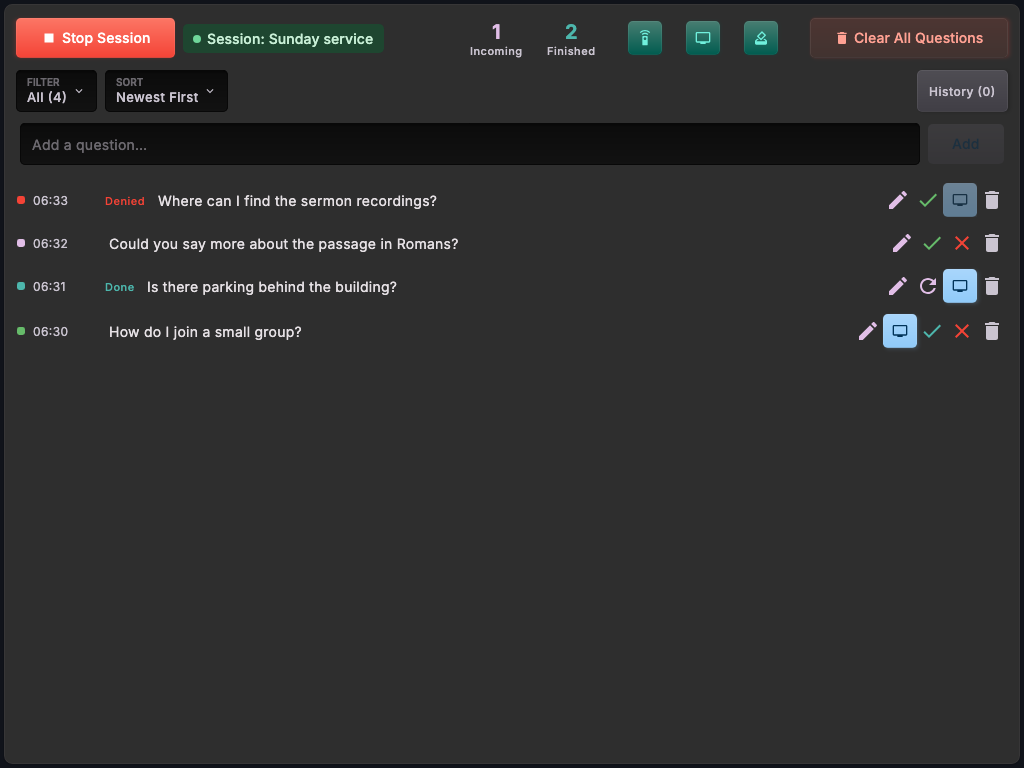 Stop Session
Session: Sunday service
1
Incoming
2
Finished
Clear All Questions
FILTER
All (4)
SORT
Newest First
History (0)
Add a question...
Add
06:33 Denied Where can I find the sermon recordings?
06:32 Could you say more about the passage in Romans?
06:31 Done Is there parking behind the building?
06:30 How do I join a small group?